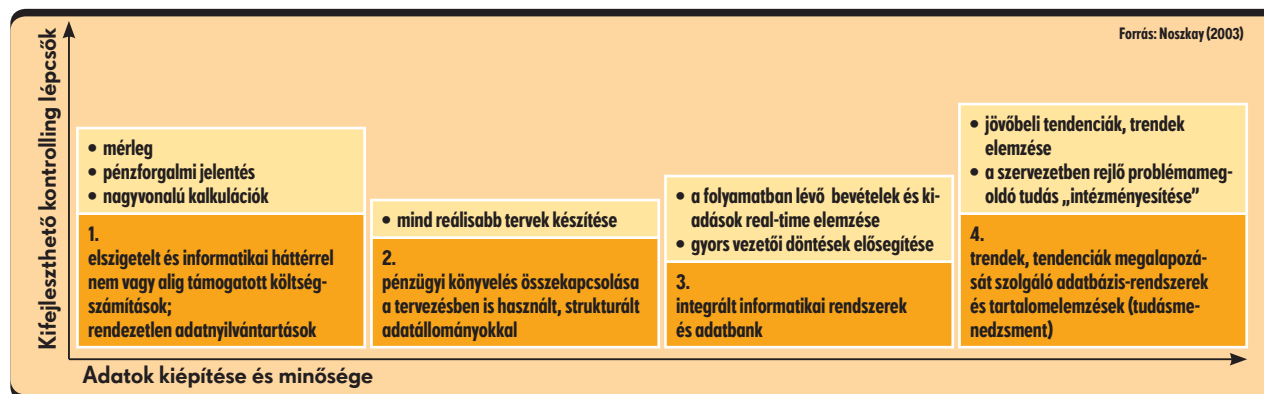 Forrás: Noszkay (2003)
Kifejleszthető kontrolling lépcsők
• mérleg
• pénzforgalmi jelentés
• nagyvonalú kalkulációk
1.
elszigetelt és informatikai háttérrel
nem vagy alig támogatott költség-
számítások;
rendezetlen adatnyilvántartások
• mind reálisabb tervek készítése
2.
pénzügyi könyvelés összekapcsolása
a tervezésben is használt, strukturált
adatállományokkal
• a folyamatban lévő bevételek és ki-
adások real-time elemzése
• gyors vezetői döntések elősegítése
3.
integrált informatikai rendszerek
és adatbank
• jövőbeli tendenciák, trendek
elemzése
• a szervezetben rejlő problémameg-
oldó tudás „intézményesítése”
4.
trendek, tendenciák megalapozá-
sát szolgáló adatbázis-rendszerek
és tartalomelemzések (tudásme-
nedzsment)
Adatok kiépítése és minősége